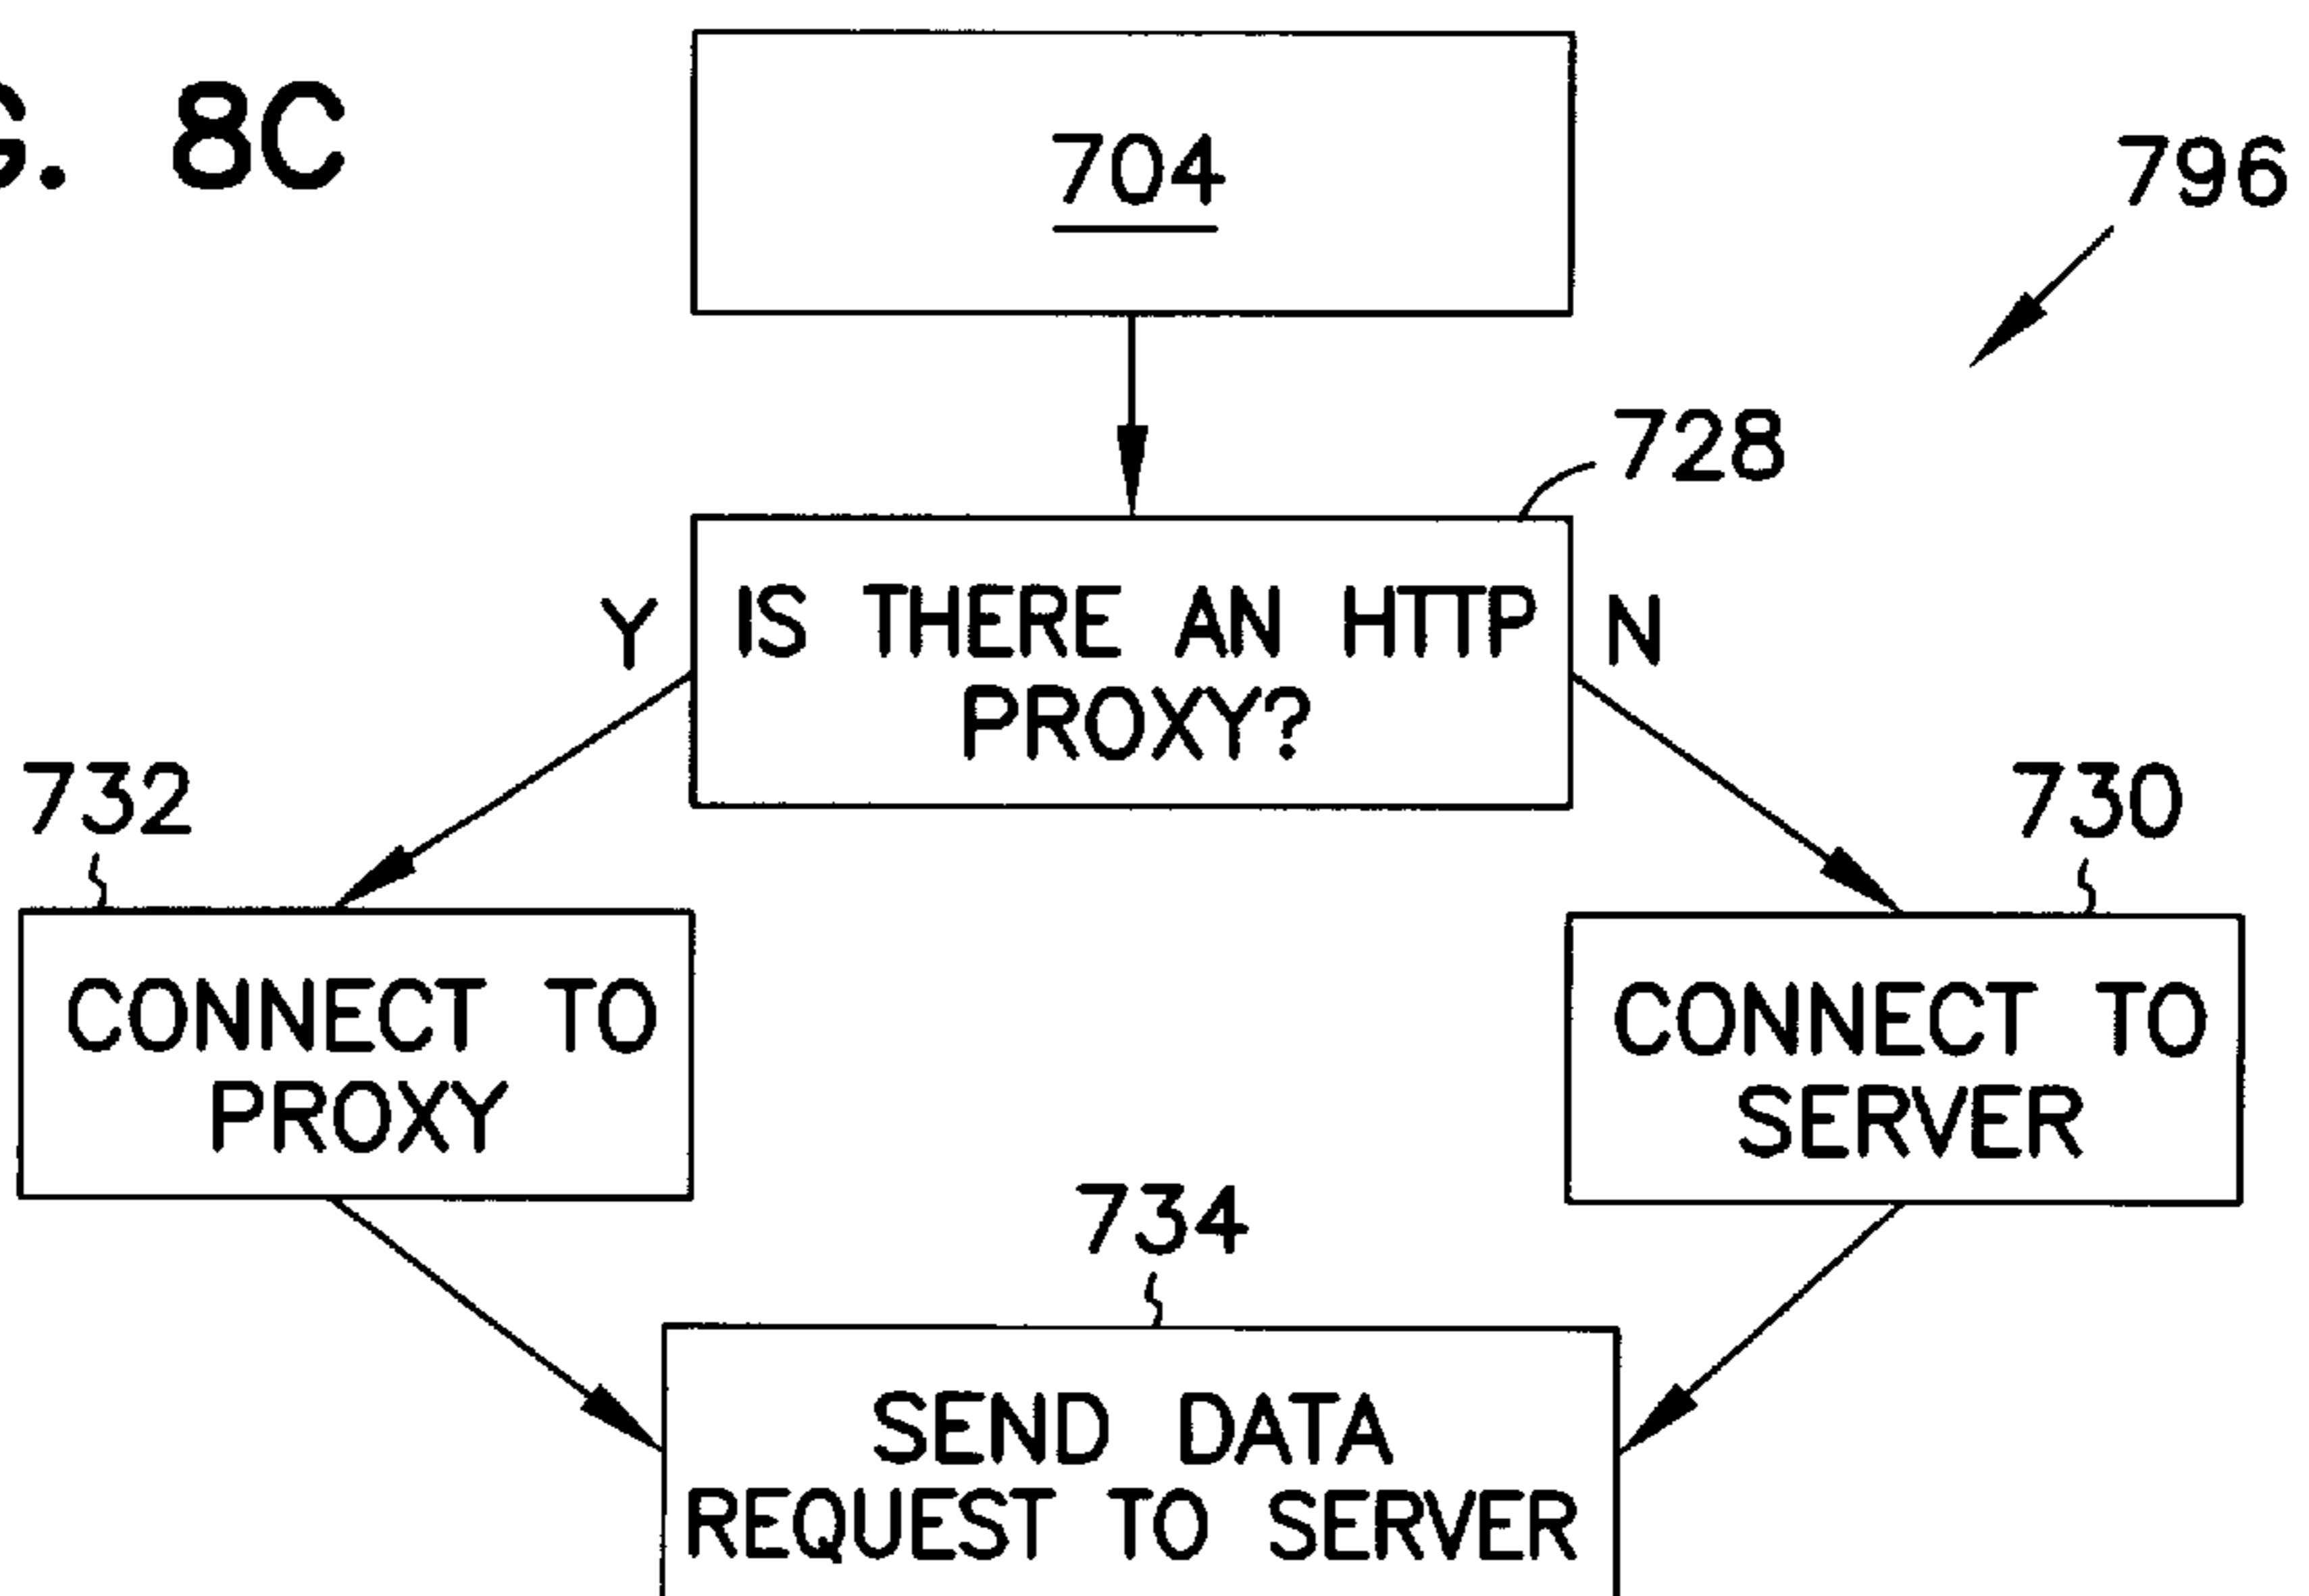 G. 8C
704
796
728
Y
IS THERE AN HTTP
PROXY?
N
732
730
CONNECT TO
PROXY
CONNECT TO
SERVER
734
SEND DATA
REQUEST TO SERVER